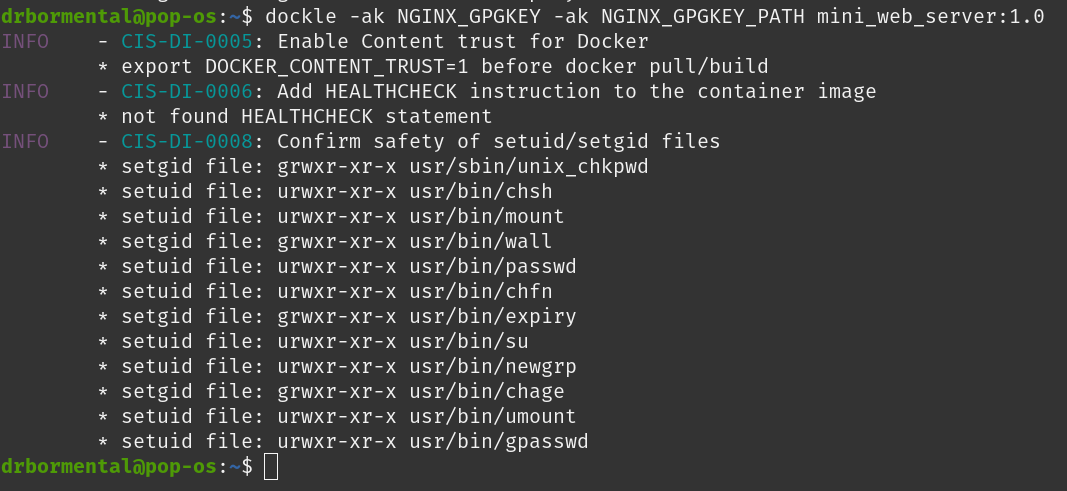 drbormental@pop-os:~$ dockle -ak NGINX_GPGKEY -ak NGINX_GPGKEY_PATH mini_web_server:1.0
INFO    - CIS-DI-0005: Enable Content trust for Docker
        * export DOCKER_CONTENT_TRUST=1 before docker pull/build
INFO    - CIS-DI-0006: Add HEALTHCHECK instruction to the container image
        * not found HEALTHCHECK statement
INFO    - CIS-DI-0008: Confirm safety of setuid/setgid files
        * setgid file: grwxr-xr-x usr/sbin/unix_chkpwd
        * setuid file: urwxr-xr-x usr/bin/chsh
        * setuid file: urwxr-xr-x usr/bin/mount
        * setgid file: grwxr-xr-x usr/bin/wall
        * setuid file: urwxr-xr-x usr/bin/passwd
        * setuid file: urwxr-xr-x usr/bin/chfn
        * setgid file: grwxr-xr-x usr/bin/expiry
        * setuid file: urwxr-xr-x usr/bin/su
        * setuid file: urwxr-xr-x usr/bin/newgrp
        * setgid file: grwxr-xr-x usr/bin/chage
        * setuid file: urwxr-xr-x usr/bin/umount
        * setuid file: urwxr-xr-x usr/bin/gpasswd
drbormental@pop-os:~$